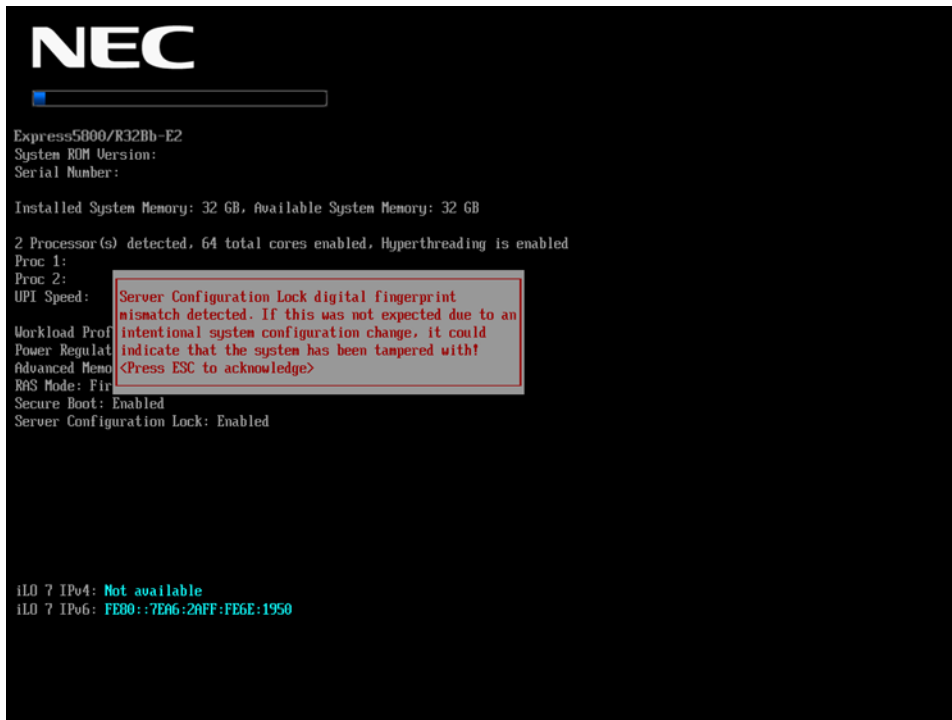 NEC
Express5800/R32Bb-E2
System ROM Version:
Serial Number:
Installed System Memory: 32 GB, Available System Memory: 32 GB
2 Processor(s) detected, 64 total cores enabled, Hyperthreading is enabled
Proc 1:
Proc 2:
UPI Speed:
Server Configuration Lock digital fingerprint
mismatch detected. If this was not expected due to an
intentional system configuration change, it could
indicate that the system has been tampered with!
<Press ESC to acknowledge>
Workload Prof
Power Regulat
Advanced Memo
RAS Mode: Fir
Secure Boot: Enabled
Server Configuration Lock: Enabled
iLO 7 IPv4: Not available
iLO 7 IPv6: FE80::7EA6:2AFF:FE6E:1950